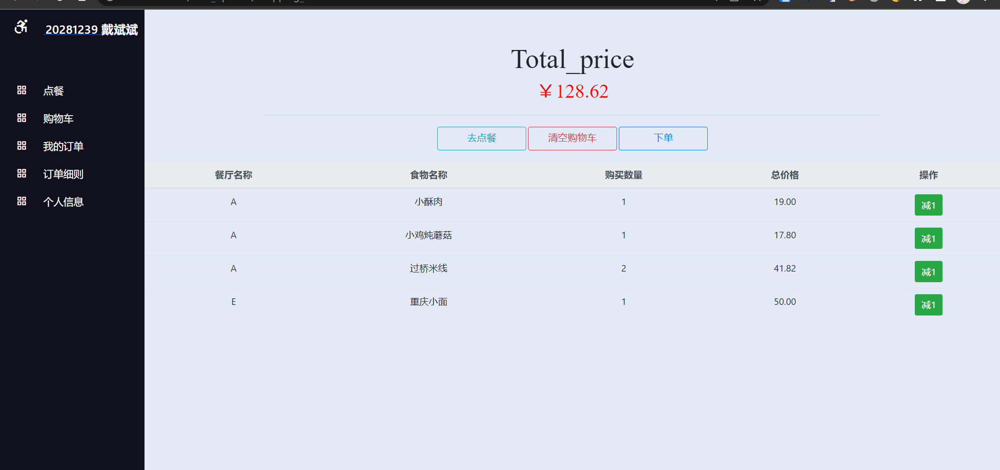 20281239 戴斌斌
点餐
购物车
我的订单
订单细则
个人信息
Total_price
￥128.62
去点餐 清空购物车 下单
餐厅名称 食物名称 购买数量 总价格 操作
A 小酥肉 1 19.00 减1
A 小鸡炖蘑菇 1 17.80 减1
A 过桥米线 2 41.82 减1
E 重庆小面 1 50.00 减1